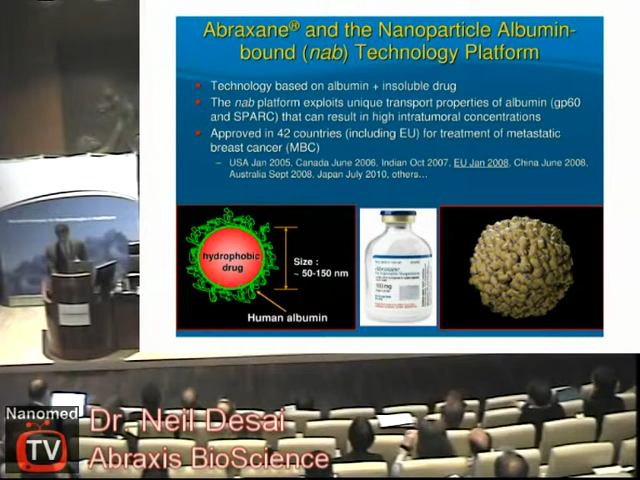 Abraxane® and the Nanoparticle Albumin-
bound (nab) Technology Platform
Technology based on albumin + insoluble drug
The nab platform exploits unique transport properties of albumin (gp60
and SPARC) that can result in high intratumoral concentrations
Approved in 42 countries (including EU) for treatment of metastatic
breast cancer (MBC)
– USA Jan 2005, Canada June 2006, Indian Oct 2007, EU Jan 2008, China June 2008,
Australia Sept 2008, Japan July 2010, others…
hydrophobic
drug
Size :
~ 50-150 nm
Human albumin
100 mg
Nanomed
TV
Dr. Neil Desai
Abraxis BioScience